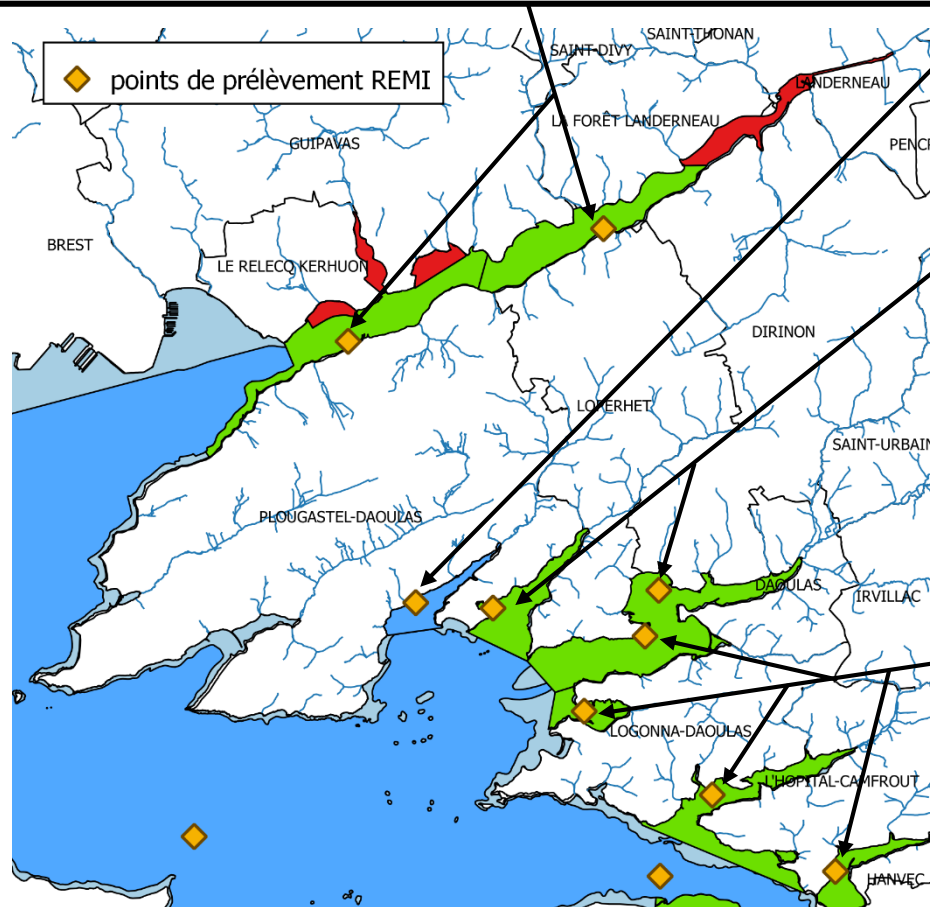 SAINT-THONAN
SAINT-DIVY
points de prélèvement REMI
LANDERNEAU
LA FORÊT LANDERNEAU
GUIPAVAS
BREST
LE RELECQ KERHUON
DIRINON
LOPERHET
SAINT-URBAIN
PLOUGASTEL-DAOULAS
DAOULAS
IRVILLAC
LOGONNA-DAOULAS
L'HOPITAL-CAMFROUT
HANVEC